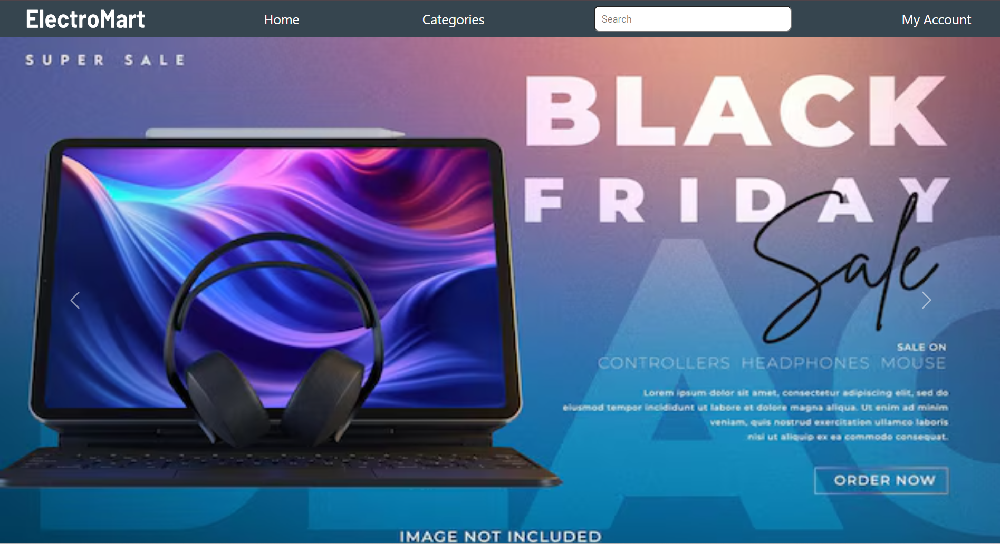 ElectroMart Home Categories Search My Account
SUPER SALE
BLACK
FRIDAY
Sale
SALE ON
CONTROLLERS HEADPHONES MOUSE
Lorem ipsum dolor sit amet, consectetur adipiscing elit, sed do
eiusmod tempor incididunt ut labore et dolore magna aliqua. Ut enim ad minim
veniam, quis nostrud exercitation ullamco laboris
nisi ut aliquip ex ea commodo consequat.
ORDER NOW
IMAGE NOT INCLUDED